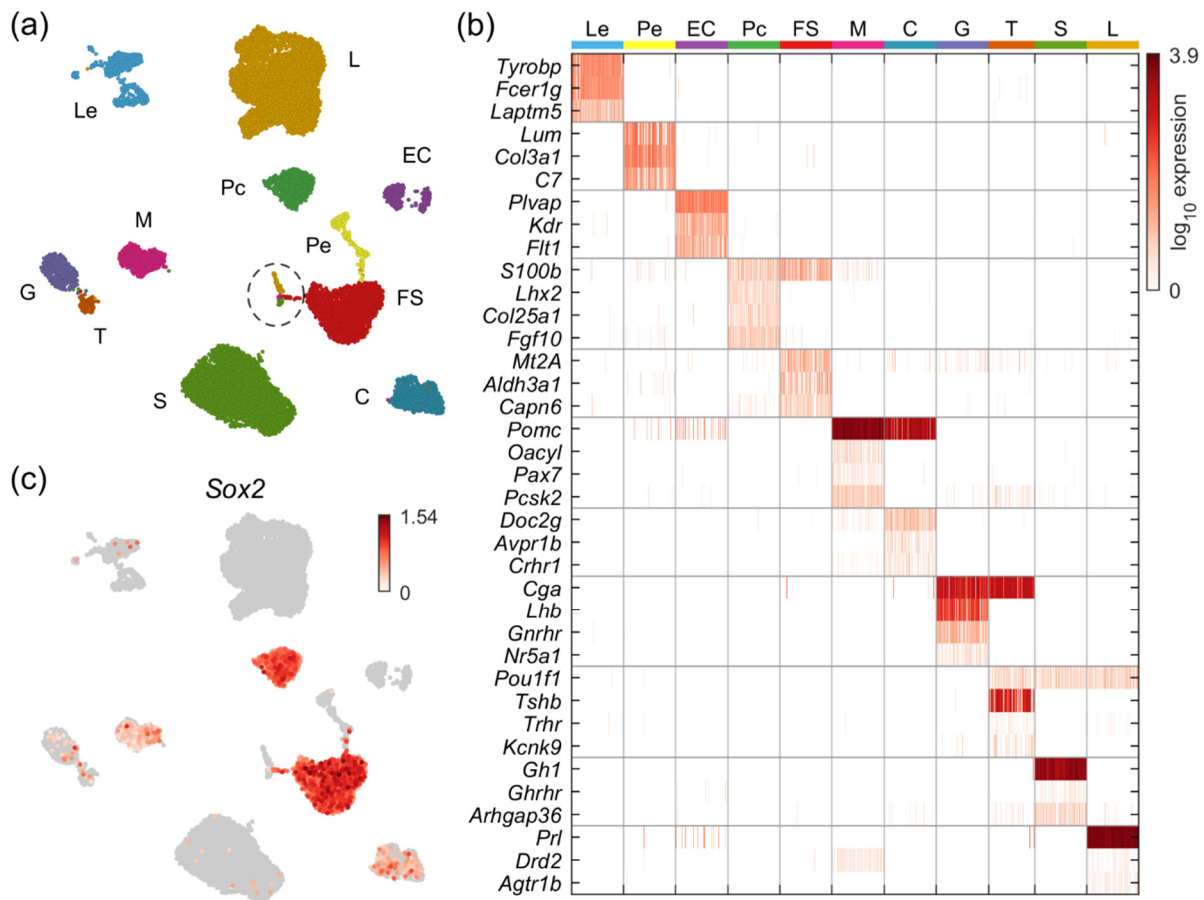 (a)
Le
L
EC
Pc
M
Pe
G
FS
T
S
C
(b)
Le Pe EC Pc FS M C G T S L
Tyrobp
Fcer1g
Laptm5
Lum
Col3a1
C7
Plvap
Kdr
Flt1
S100b
Lhx2
Col25a1
Fgf10
Mt2A
Aldh3a1
Capn6
Pomc
Oacyl
Pax7
Pcsk2
Doc2g
Avpr1b
Crhr1
Cga
Lhb
Gnrhr
Nr5a1
Pou1f1
Tshb
Trhr
Kcnk9
Gh1
Ghrhr
Arhgap36
Prl
Drd2
Agtr1b
3.9
log10 expression
0
(c)
Sox2
1.54
0